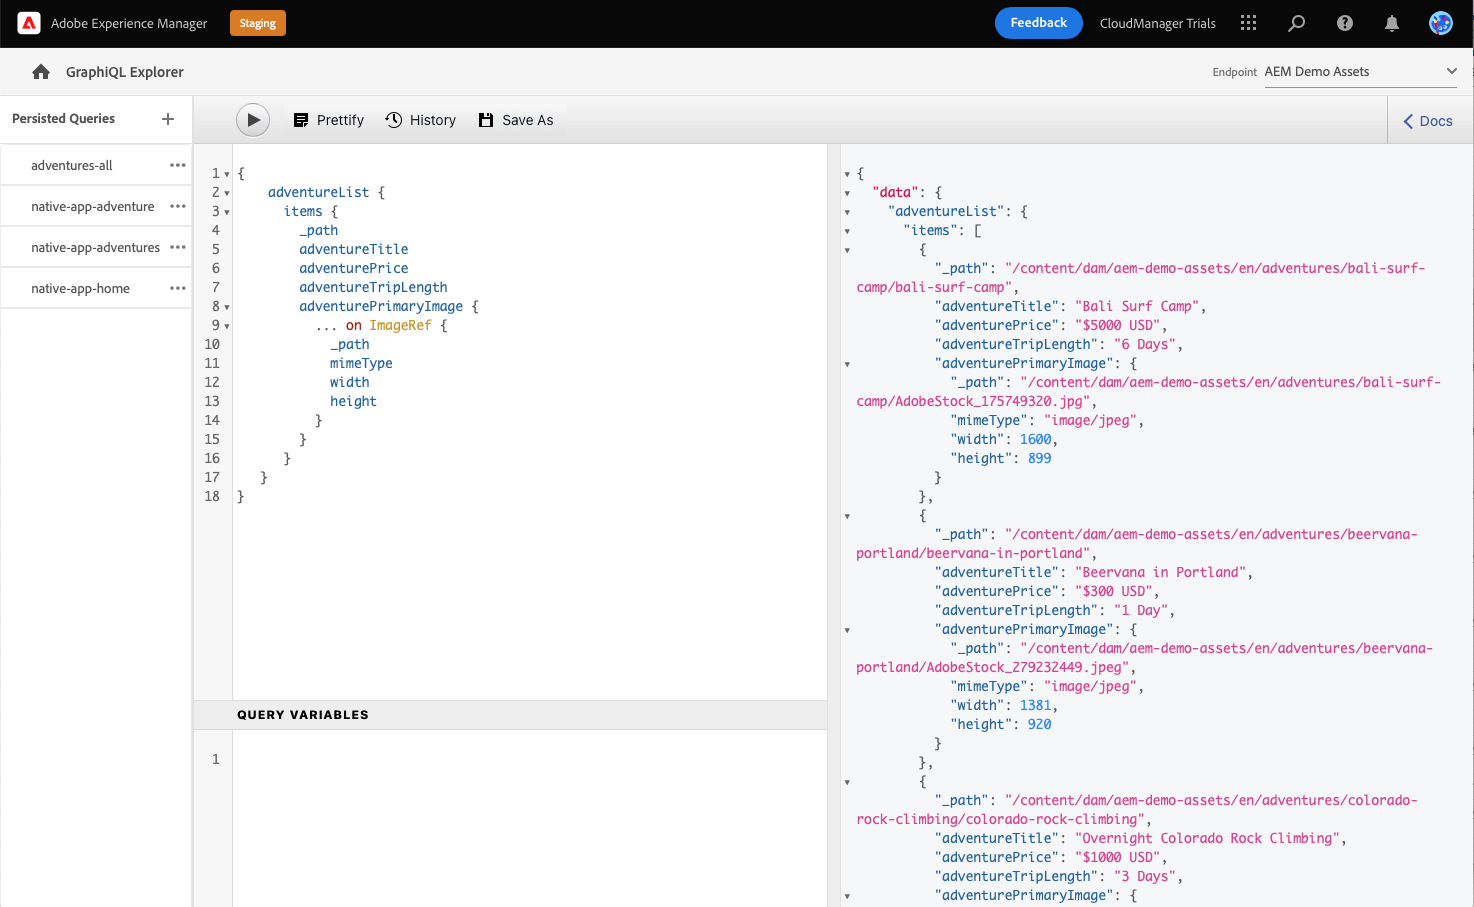 Adobe Experience Manager
Staging
Feedback
CloudManager Trials
GraphiQL Explorer
Endpoint
AEM Demo Assets
Persisted Queries
adventures-all
native-app-adventure
native-app-adventures
native-app-home
Prettify
History
Save As
Docs
1 {
2 adventureList {
3 items {
4 _path
5 adventureTitle
6 adventurePrice
7 adventureTripLength
8 adventurePrimaryImage {
9 ... on ImageRef {
10 _path
11 mimeType
12 width
13 height
14 }
15 }
16 }
17 }
18 }
QUERY VARIABLES
1
{
"data": {
"adventureList": {
"items": [
{
"_path": "/content/dam/aem-demo-assets/en/adventures/bali-surf-
camp/bali-surf-camp",
"adventureTitle": "Bali Surf Camp",
"adventurePrice": "$5000 USD",
"adventureTripLength": "6 Days",
"adventurePrimaryImage": {
"_path": "/content/dam/aem-demo-assets/en/adventures/bali-surf-
camp/AdobeStock_175749320.jpg",
"mimeType": "image/jpeg",
"width": 1600,
"height": 899
}
},
{
"_path": "/content/dam/aem-demo-assets/en/adventures/beervana-
portland/beervana-in-portland",
"adventureTitle": "Beervana in Portland",
"adventurePrice": "$300 USD",
"adventureTripLength": "1 Day",
"adventurePrimaryImage": {
"_path": "/content/dam/aem-demo-assets/en/adventures/beervana-
portland/AdobeStock_279232449.jpeg",
"mimeType": "image/jpeg",
"width": 1381,
"height": 920
}
},
{
"_path": "/content/dam/aem-demo-assets/en/adventures/colorado-
rock-climbing/colorado-rock-climbing",
"adventureTitle": "Overnight Colorado Rock Climbing",
"adventurePrice": "$1000 USD",
"adventureTripLength": "3 Days",
"adventurePrimaryImage": {